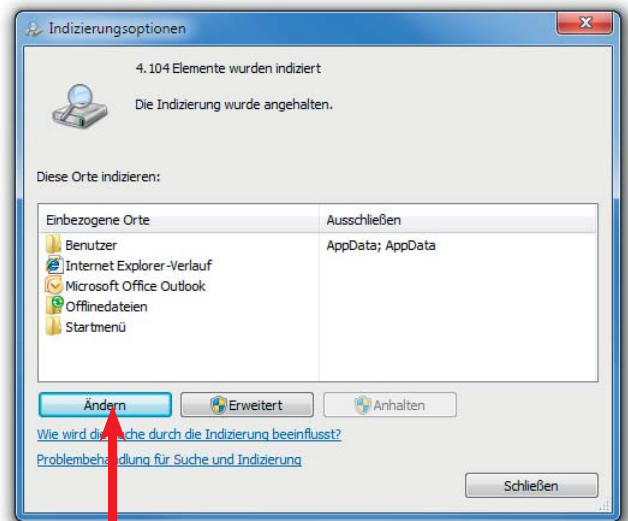 Indizierungsoptionen
4.104 Elemente wurden indiziert
Die Indizierung wurde angehalten.
Diese Orte indizieren:
Einbezogene Orte Ausschließen
Benutzer AppData; AppData
Internet Explorer-Verlauf
Microsoft Office Outlook
Offlinedateien
Startmenü
Ändern Erweitert Anhalten
Wie wird die Suche durch die Indizierung beeinflusst?
Problembehandlung für Suche und Indizierung
Schließen